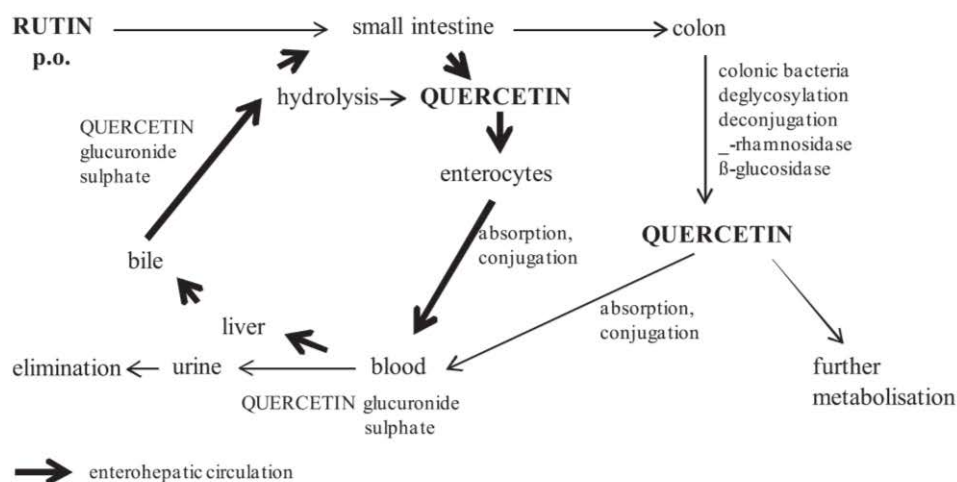 RUTIN
p.o.
small intestine
colon
hydrolysis
QUERCETIN
colonic bacteria
deglycosylation
deconjugation
_-rhamnosidase
ß-glucosidase
QUERCETIN
glucuronide
sulphate
enterocytes
absorption,
conjugation
QUERCETIN
bile
absorption,
conjugation
liver
elimination
urine
blood
further
metabolisation
QUERCETIN glucuronide
sulphate
enterohepatic circulation